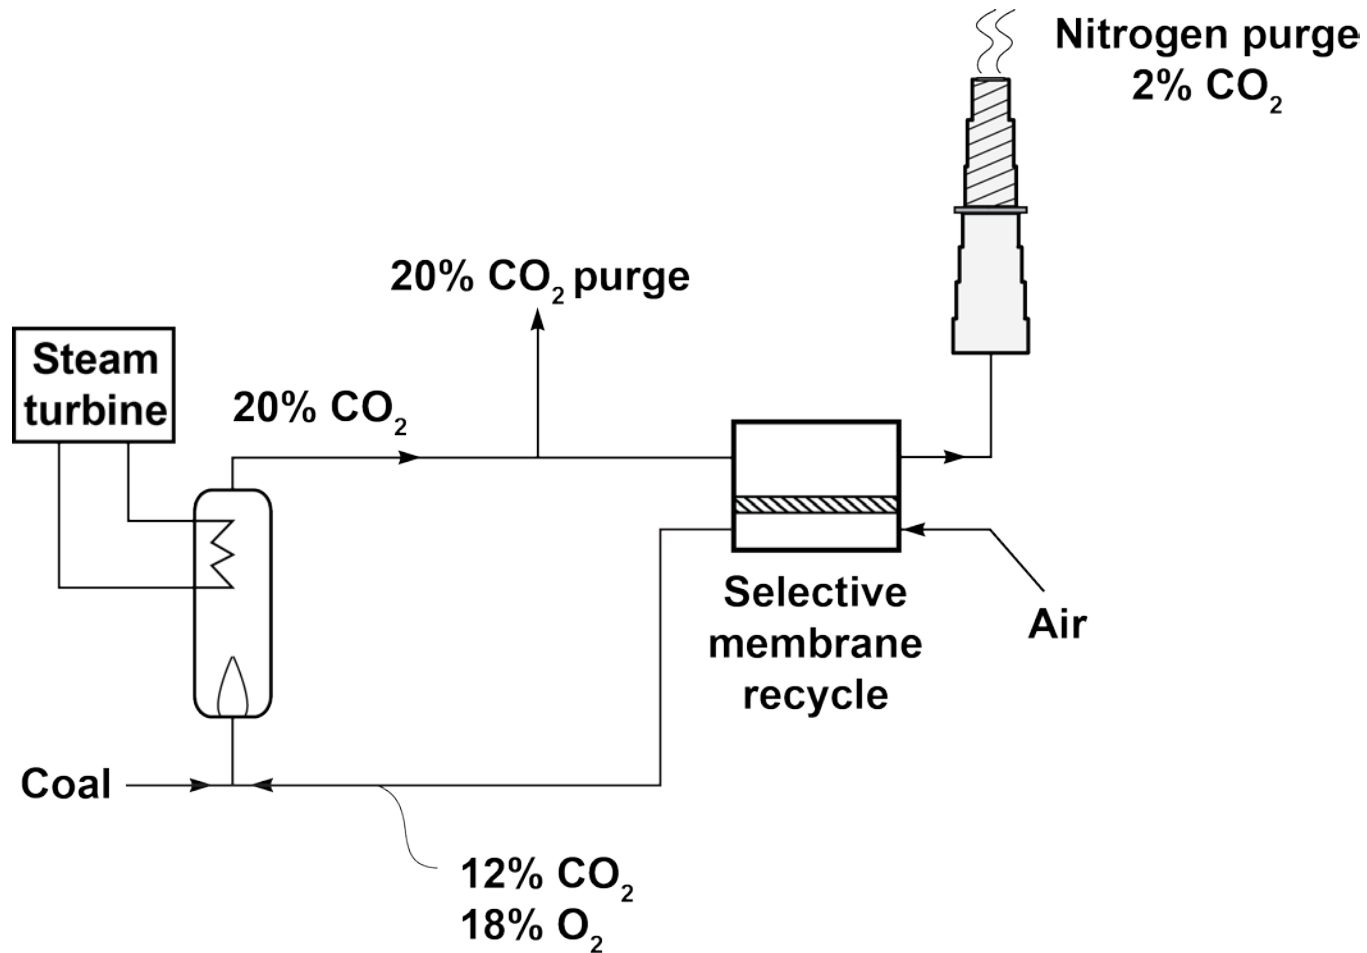 Nitrogen purge
2% CO₂
20% CO₂ purge
Steam
turbine
20% CO₂
Selective
membrane
recycle
Air
Coal
12% CO₂
18% O₂